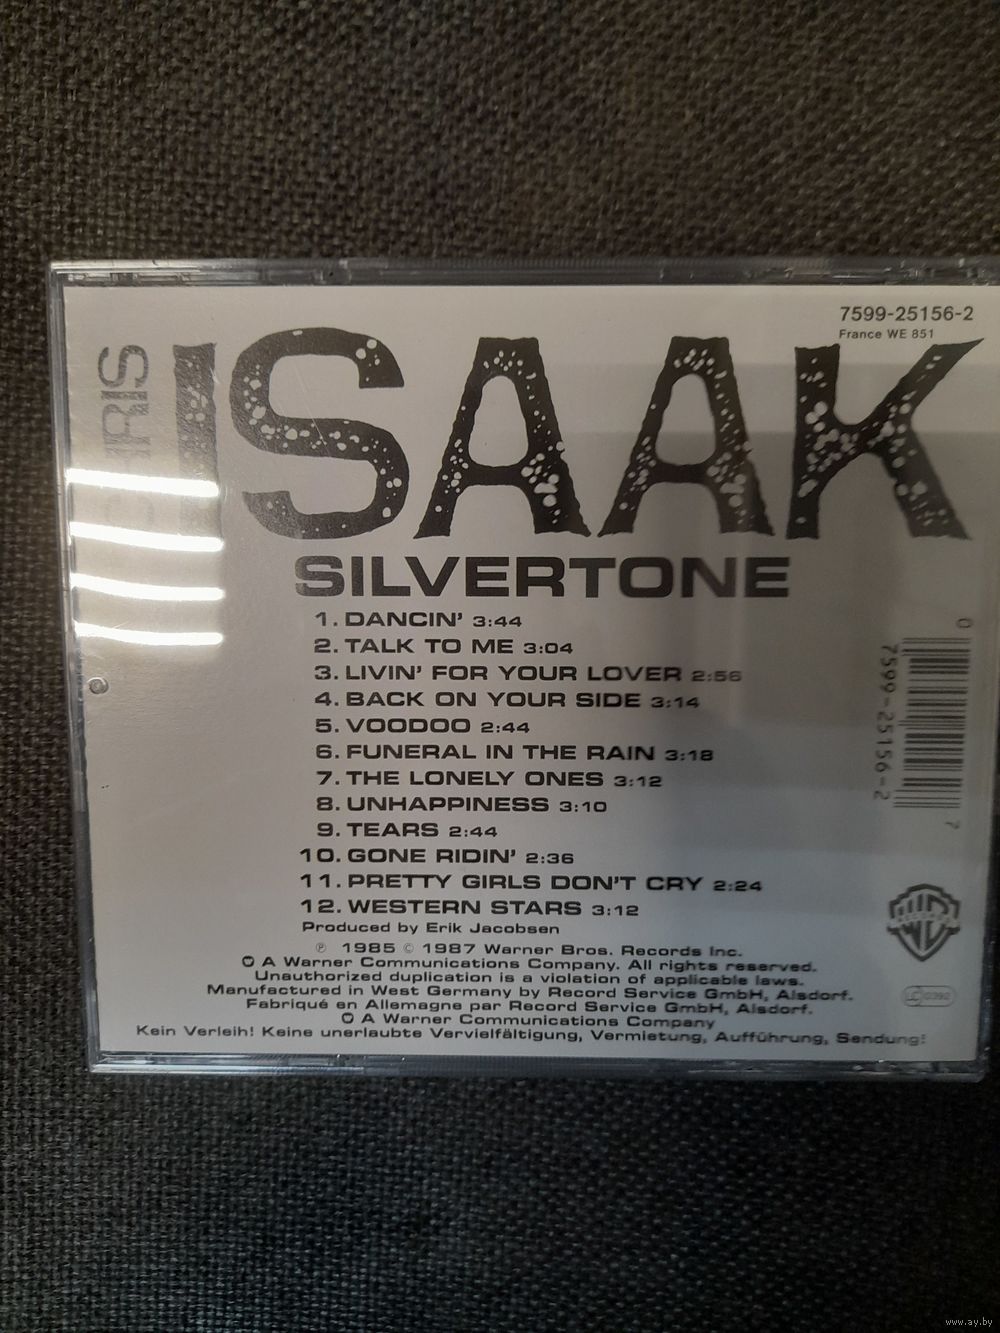 7599-25156-2
France WE 851
CHRIS
ISAAK
SILVERTONE
1. DANCIN' 3:44
2. TALK TO ME 3:04
3. LIVIN' FOR YOUR LOVER 2:56
4. BACK ON YOUR SIDE 3:14
5. VOODOO 2:44
6. FUNERAL IN THE RAIN 3:18
7. THE LONELY ONES 3:12
8. UNHAPPINESS 3:10
9. TEARS 2:44
10. GONE RIDIN' 2:36
11. PRETTY GIRLS DON'T CRY 2:24
12. WESTERN STARS 3:12
Produced by Erik Jacobsen
℗ 1985 © 1987 Warner Bros. Records Inc.
A Warner Communications Company. All rights reserved.
Unauthorized duplication is a violation of applicable laws.
Manufactured in West Germany by Record Service GmbH, Alsdorf.
Fabriqué en Allemagne par Record Service GmbH, Alsdorf.
A Warner Communications Company
Kein Verleih! Keine unerlaubte Vervielfältigung, Vermietung, Aufführung, Sendung!
0
7599-25156-2
7
RECORDS
LC 0392
www.ay.by